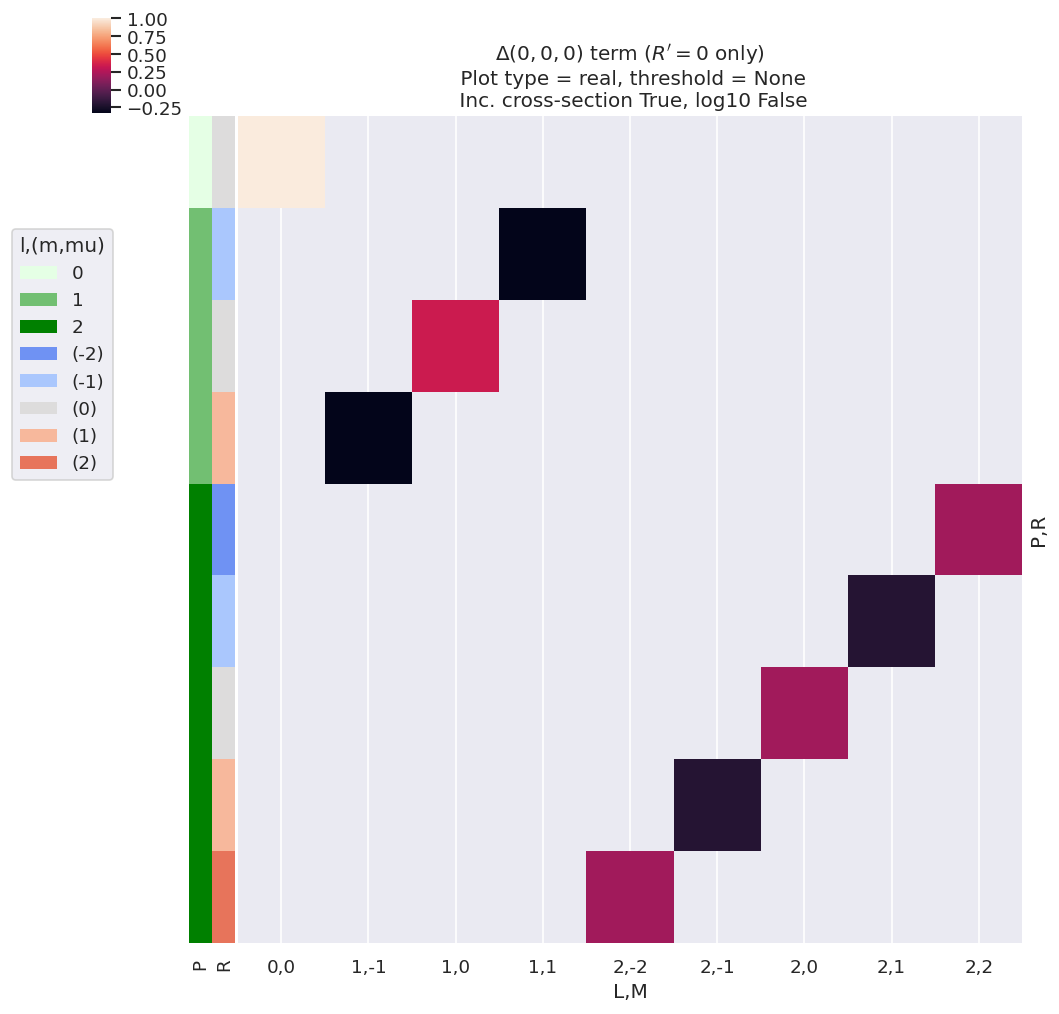 1.00
0.75
0.50
0.25
0.00
−0.25
Δ(0, 0, 0) term (R′ = 0 only)
Plot type = real, threshold = None
Inc. cross-section True, log10 False
l,(m,mu)
0
1
2
(-2)
(-1)
(0)
(1)
(2)
P,R
P
R
0,0
1,-1
1,0
1,1
2,-2
2,-1
2,0
2,1
2,2
L,M